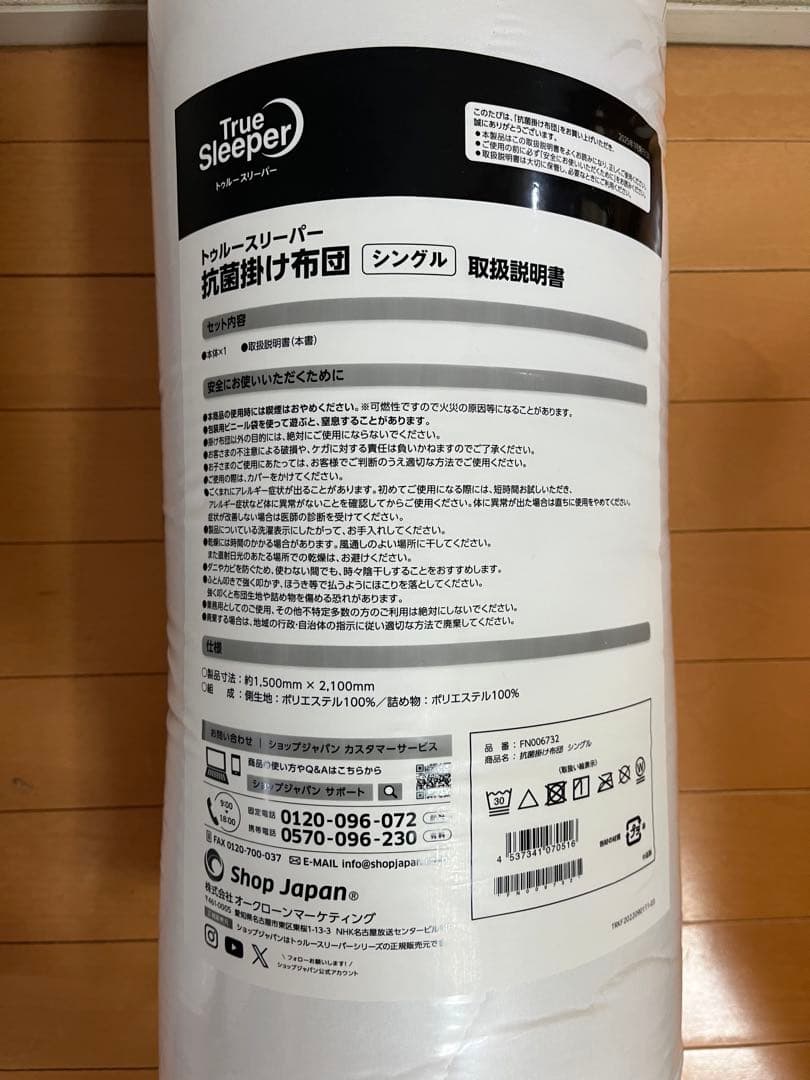 True
Sleeper
トゥルースリーパー
このたびは、「抗菌掛け布団」をお買い上げいただき、
誠にありがとうございます。
●本製品はこの取扱説明書をよくお読みになり、正しくご使用ください。
●ご使用の前に必ず「安全にお使いいただくために」をお読みください。
●取扱説明書は大切に保管し、必要なときにご利用ください。
トゥルースリーパー
抗菌掛け布団 シングル 取扱説明書
セット内容
●本体×1 ●取扱説明書(本書)
安全にお使いいただくために
●本商品の使用時には喫煙はおやめください。※可燃性ですので火災の原因等になることがあります。
●包装用ビニール袋を使って遊ぶと、窒息することがあります。
●掛け布団以外の目的には、絶対にご使用にならないでください。
●お客さまの不注意による破損や、ケガに対する責任は負いかねますのでご了承ください。
●お子さまのご使用にあたっては、お客様でご判断のうえ適切な方法でご使用ください。
●ご使用の際は、カバーをかけてください。
●ごくまれにアレルギー症状が出ることがあります。初めてご使用になる際には、短時間お試しいただき、
アレルギー症状など体に異常がないことを確認してからご使用ください。体に異常が出た場合は直ちに使用をやめてください。
症状が改善しない場合は医師の診断を受けてください。
●製品についている洗濯表示にしたがって、お手入れしてください。
●乾燥には時間のかかる場合があります。風通しのよい場所に干してください。
また直射日光のあたる場所での乾燥は、お避けください。
●ダニやカビを防ぐため、使わない間でも、時々陰干しすることをおすすめします。
●ふとん叩きで強く叩かず、ほうき等で払うようにほこりを落としてください。
強く叩くと布団生地や詰め物を傷める恐れがあります。
●業務用としてのご使用、その他不特定多数の方のご利用は絶対にしないでください。
●廃棄する場合は、地域の行政・自治体の指示に従い適切な方法で廃棄してください。
仕様
○製品寸法：約1,500mm × 2,100mm
○組 成：側生地：ポリエステル100%／詰め物：ポリエステル100%
お問い合わせ | ショップジャパン カスタマーサービス
商品の使い方やQ&Aはこちらから
ショップジャパン サポート
9:00
18:00
固定電話 0120-096-072
携帯電話 0570-096-230
FAX 0120-700-037 E-MAIL info@shopjapan
Shop Japan®
株式会社オークローンマーケティング
〒461-0005 愛知県名古屋市東区東桜1-13-3 NHK名古屋放送センタービル
ショップジャパンはトゥルースリーパーシリーズの正規販売元で
\ フォローお願いします! /
ショップジャパン公式アカウント
品 番：FN006732
商品名：抗菌掛け布団 シングル
(取扱い絵表示)
30
W
4 537341 070516